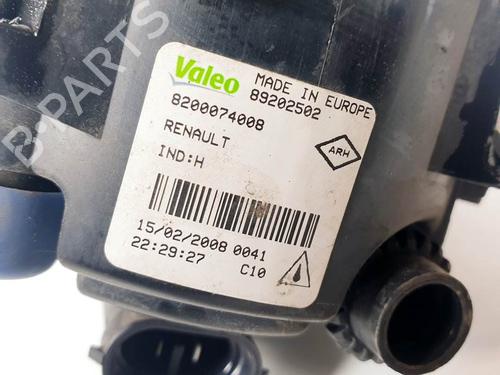 Valeo MADE IN EUROPE
89202502
8200074008
RENAULT
IND:H
ARH
15/02/2008 0041
22:29:27 C10
B-PARTS